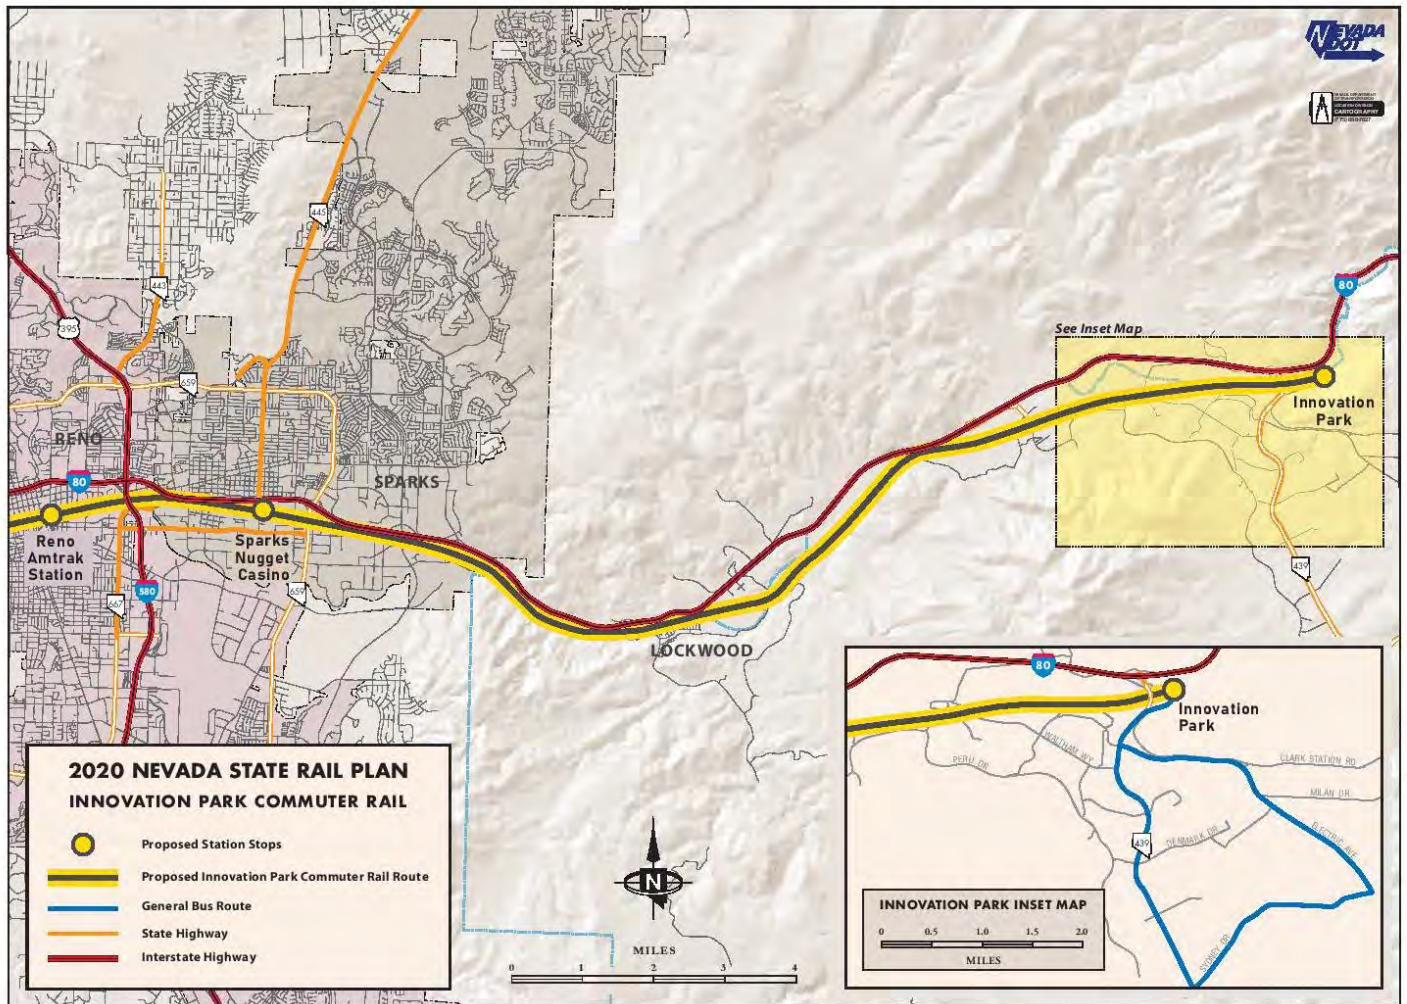 NEVADA
DOT
CARTOGRAPHY
445
443
80
See Inset Map
395
659
Innovation
Park
RENO
80
SPARKS
Reno
Amtrak
Station
Sparks
Nugget
Casino
439
580
659
667
LOCKWOOD
80
Innovation
Park
WALTHAM WY
PERU DR
CLARK STATION RD
MILAN DR
ELECTRIC AVE
DENMARK DR
439
SYDNEY DR
INNOVATION PARK INSET MAP
0 0.5 1.0 1.5 2.0
MILES
2020 NEVADA STATE RAIL PLAN
INNOVATION PARK COMMUTER RAIL
Proposed Station Stops
Proposed Innovation Park Commuter Rail Route
General Bus Route
State Highway
Interstate Highway
N
MILES
0 1 2 3 4